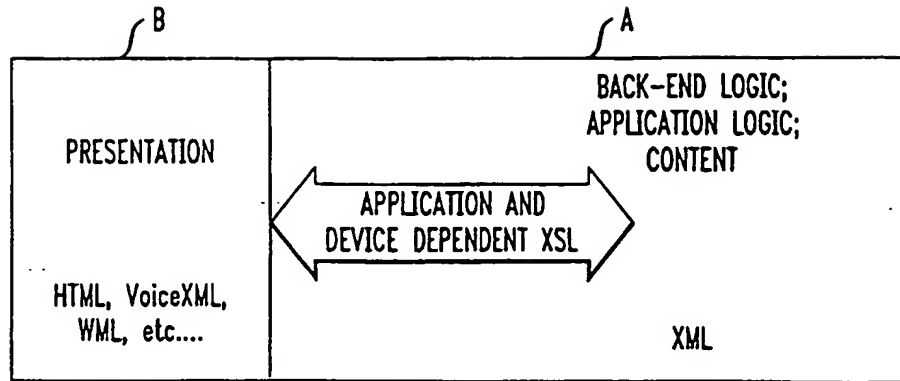 B
A
PRESENTATION
HTML, VoiceXML,
WML, etc....
BACK-END LOGIC;
APPLICATION LOGIC;
CONTENT
APPLICATION AND
DEVICE DEPENDENT XSL
XML